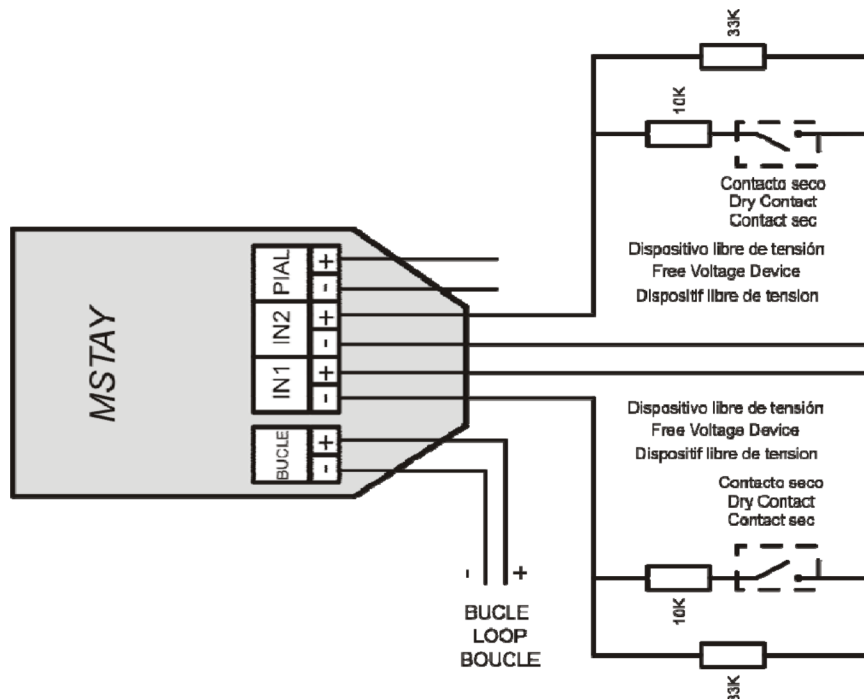 33K
10K
Contacto seco
Dry Contact
Contact sec
Dispositivo libre de tensión
Free Voltage Device
Dispositif libre de tension
MSTAY
PIAL
+
-
IN2
+
-
IN1
+
-
BUCLE
+
-
Dispositivo libre de tensión
Free Voltage Device
Dispositif libre de tension
Contacto seco
Dry Contact
Contact sec
10K
33K
- +
BUCLE
LOOP
BOUCLE